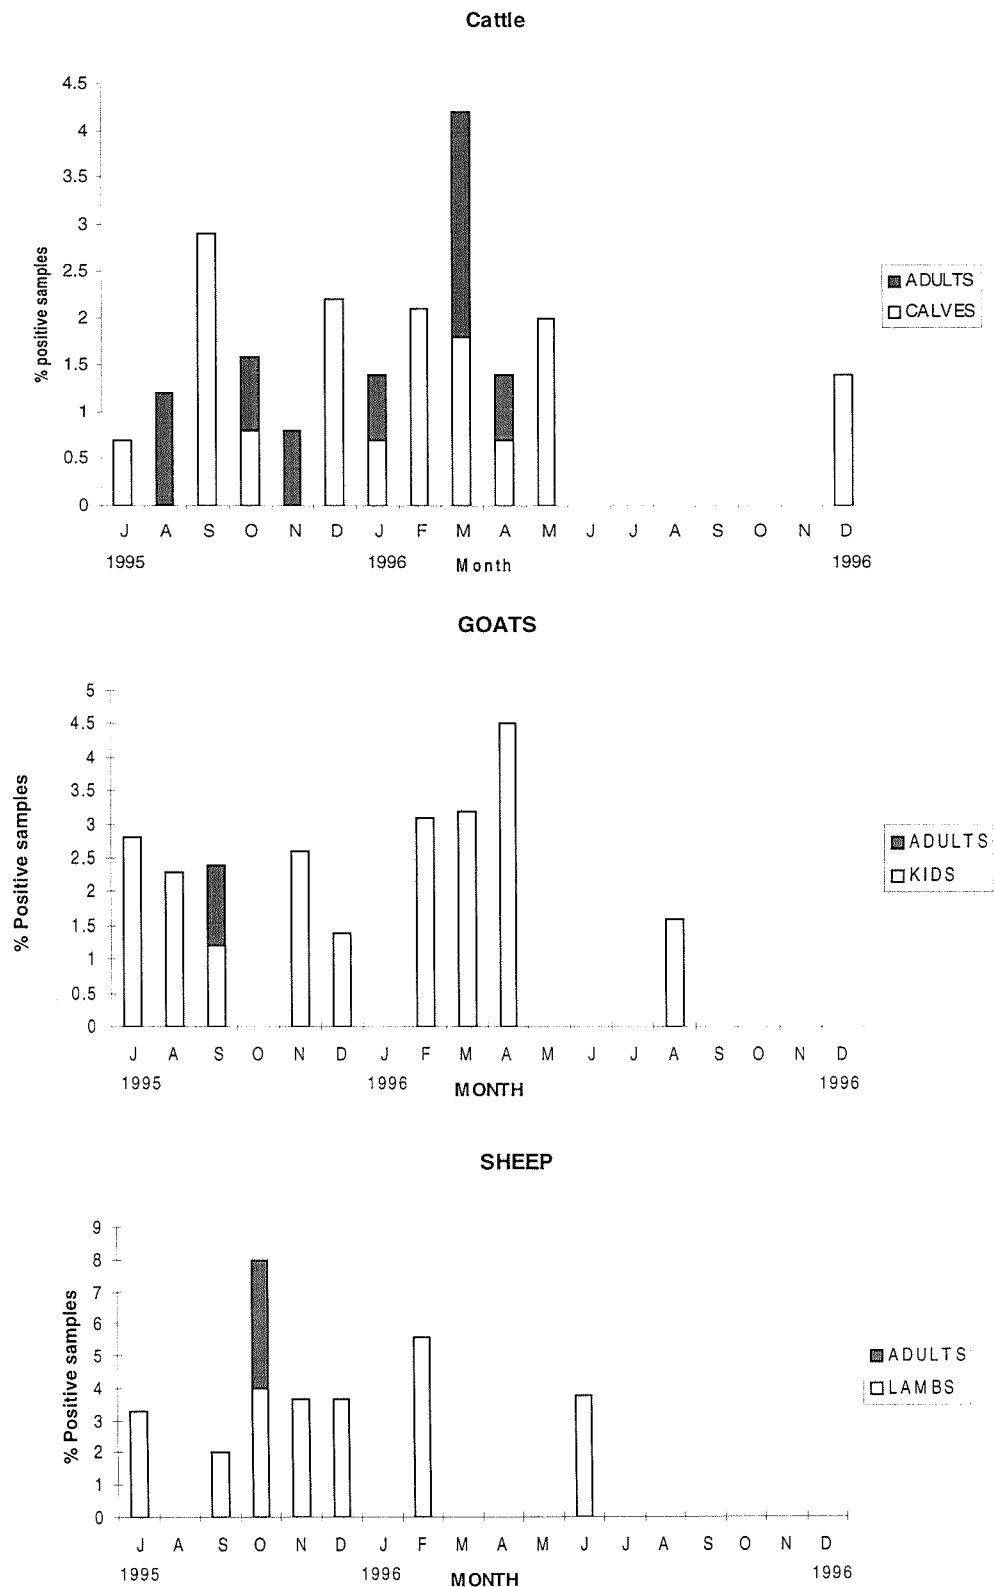 Cattle
4.5
4
3.5
3
2.5
2
1.5
1
0.5
0
% positive samples
ADULTS
CALVES
J A S O N D J F M A M J J A S O N D
1995 1996 Month 1996
GOATS
5
4.5
4
3.5
3
2.5
2
1.5
1
0.5
0
% Positive samples
ADULTS
KIDS
J A S O N D J F M A M J J A S O N D
1995 1996 MONTH 1996
SHEEP
9
8
7
6
5
4
3
2
1
0
% Positive samples
ADULTS
LAMBS
J A S O N D J F M A M J J A S O N D
1995 1996 MONTH 1996